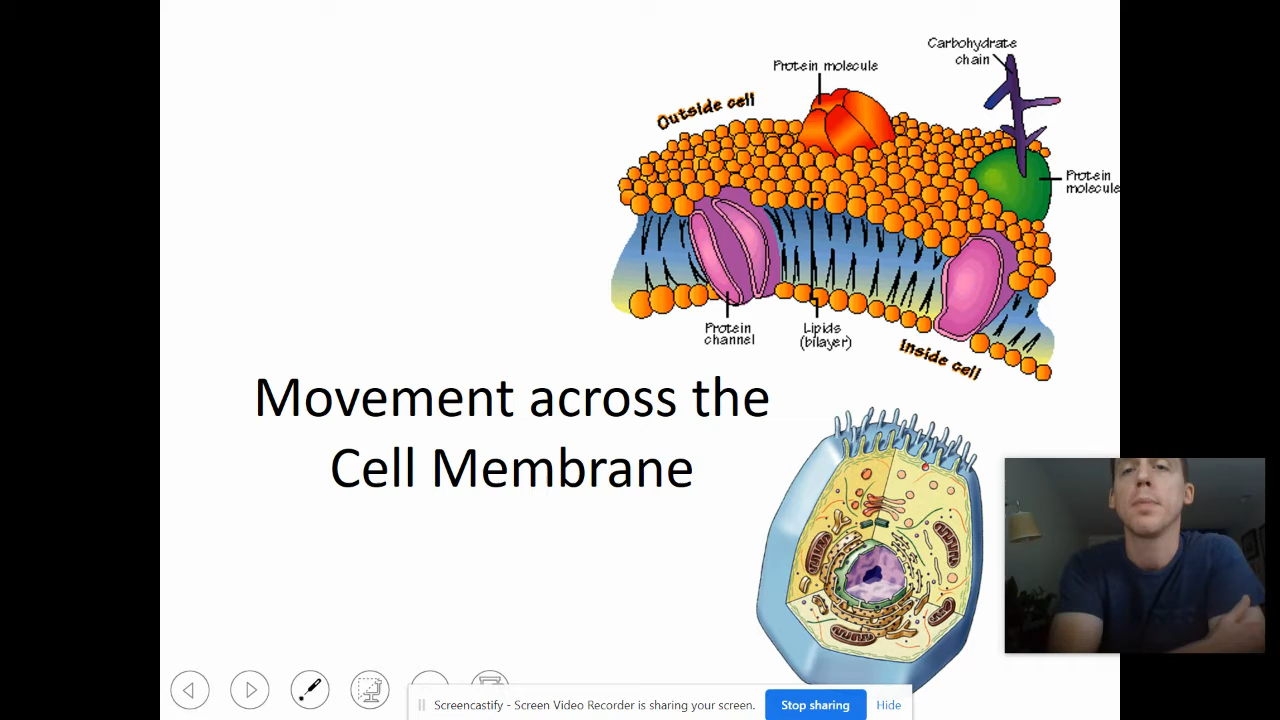 Carbohydrate
chain
Protein molecule
Outside cell
Protein
molecule
Protein
channel
Lipids
(bilayer)
Inside cell
Movement across the
Cell Membrane
Screencastify - Screen Video Recorder is sharing your screen.
Stop sharing
Hide